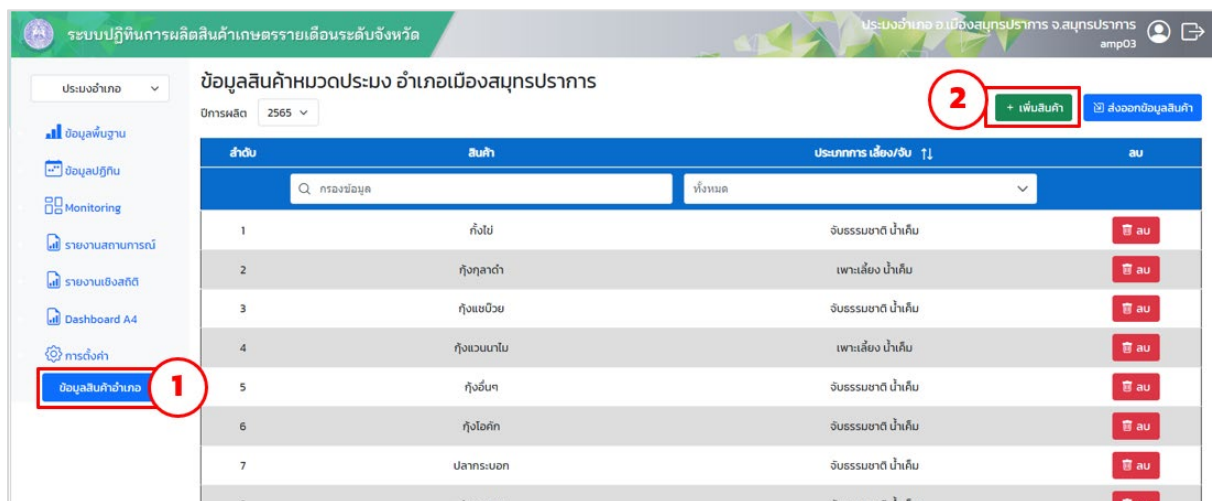 ระบบปฏิทินการผลิตสินค้าเกษตรรายเดือนระดับจังหวัด
ประมงอำเภอ อ.เมืองสมุทรปราการ จ.สมุทรปราการ
amp03
ประมงอำเภอ
ข้อมูลสินค้าหมวดประมง อำเภอเมืองสมุทรปราการ
ปีการผลิต 2565
2
+ เพิ่มสินค้า
ส่งออกข้อมูลสินค้า
ข้อมูลพื้นฐาน
ข้อมูลปฏิทิน
Monitoring
รายงานสถานการณ์
รายงานเชิงสถิติ
Dashboard A4
การตั้งค่า
ข้อมูลสินค้าอำเภอ
1
ลำดับ สินค้า ประเภทการ เลี้ยง/จับ ลบ
กรองข้อมูล ทั้งหมด
1 กั้งไข่ จับธรรมชาติ น้ำเค็ม ลบ
2 กุ้งกุลาดำ เพาะเลี้ยง น้ำเค็ม ลบ
3 กุ้งแชบ๊วย จับธรรมชาติ น้ำเค็ม ลบ
4 กุ้งแวนนาไม เพาะเลี้ยง น้ำเค็ม ลบ
5 กุ้งอื่นๆ จับธรรมชาติ น้ำเค็ม ลบ
6 กุ้งโอคัก จับธรรมชาติ น้ำเค็ม ลบ
7 ปลากระบอก จับธรรมชาติ น้ำเค็ม ลบ